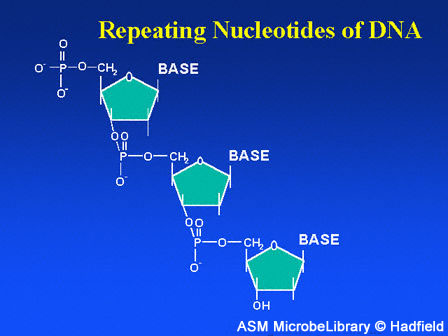 Repeating Nucleotides of DNA
O
O⁻ P O CH₂ O BASE
O⁻
O O
P O CH₂ O BASE
O⁻
O O
P O CH₂ O BASE
O⁻
OH
ASM MicrobeLibrary © Hadfield